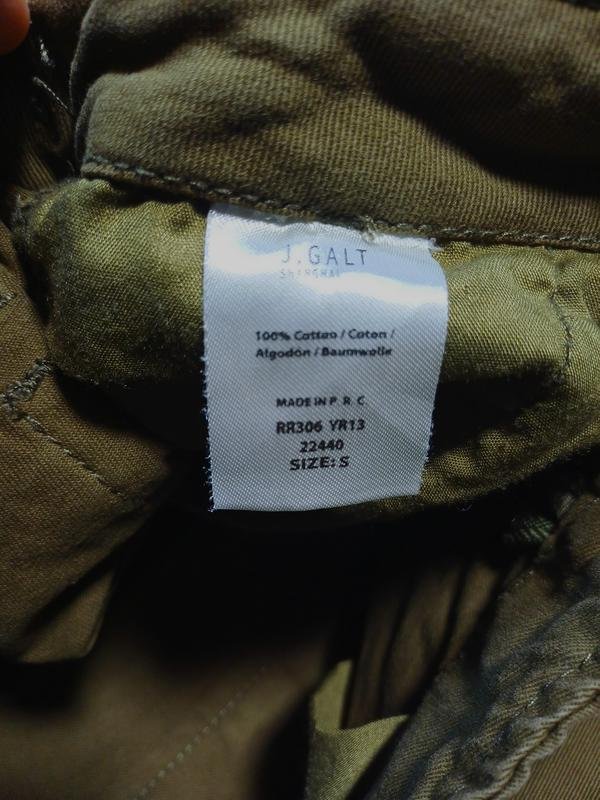 J.GALT
SHANGHAI
100% Cotton / Coton /
Algodón / Baumwolle
MADE IN P. R. C.
RR306 YR13
22440
SIZE: S